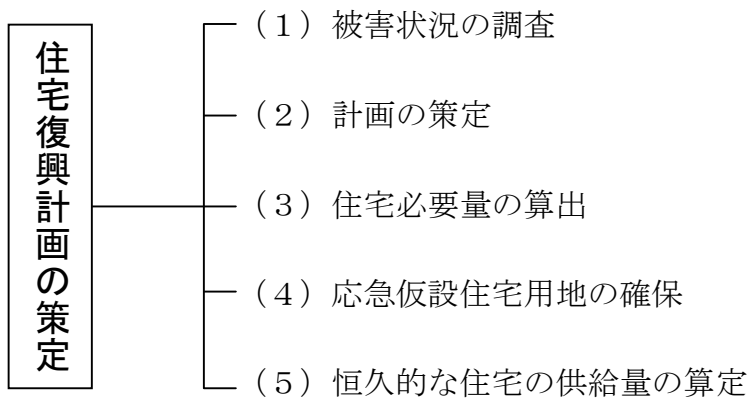 住宅復興計画の策定
（１）被害状況の調査
（２）計画の策定
（３）住宅必要量の算出
（４）応急仮設住宅用地の確保
（５）恒久的な住宅の供給量の算定